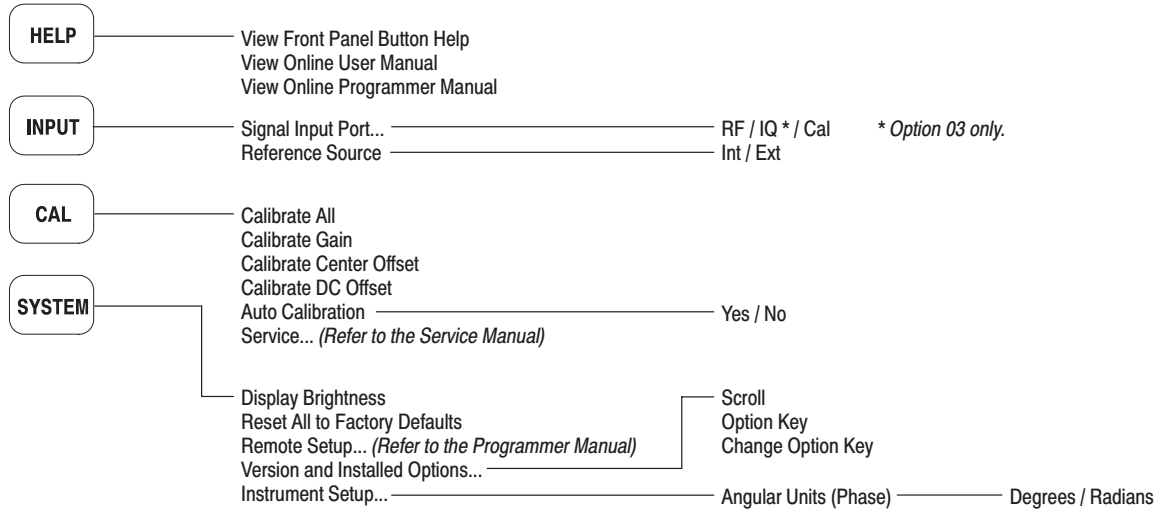 HELP
View Front Panel Button Help
View Online User Manual
View Online Programmer Manual
INPUT
Signal Input Port... RF / IQ * / Cal * Option 03 only.
Reference Source Int / Ext
CAL
Calibrate All
Calibrate Gain
Calibrate Center Offset
Calibrate DC Offset
Auto Calibration Yes / No
Service... (Refer to the Service Manual)
SYSTEM
Display Brightness
Reset All to Factory Defaults
Remote Setup... (Refer to the Programmer Manual)
Version and Installed Options...
Scroll
Option Key
Change Option Key
Instrument Setup... Angular Units (Phase) Degrees / Radians